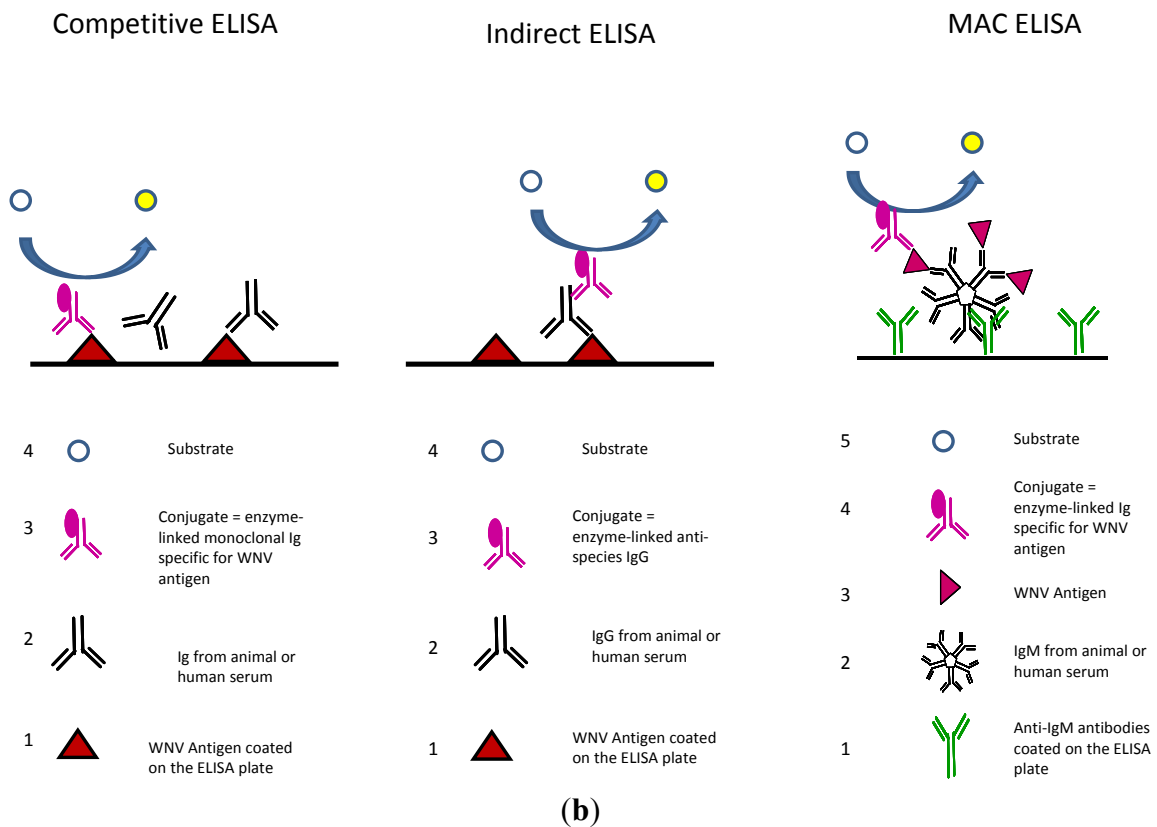 Competitive ELISA
Indirect ELISA
MAC ELISA
4
Substrate
3
Conjugate = enzyme-
linked monoclonal Ig
specific for WNV
antigen
2
Ig from animal or
human serum
1
WNV Antigen coated
on the ELISA plate
4
Substrate
3
Conjugate =
enzyme-linked anti-
species IgG
2
IgG from animal or
human serum
1
WNV Antigen coated
on the ELISA plate
5
Substrate
4
Conjugate =
enzyme-linked Ig
specific for WNV
antigen
3
WNV Antigen
2
IgM from animal or
human serum
1
Anti-IgM antibodies
coated on the ELISA
plate
(b)